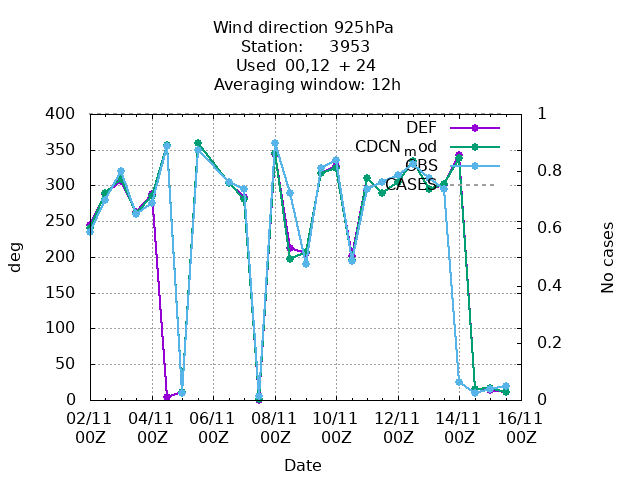 Wind direction 925hPa
Station: 3953
Used 00,12 + 24
Averaging window: 12h
400
350
300
250
200
150
100
50
0
1
0.8
0.6
0.4
0.2
0
DEF
CDCN_mod
OBS
CASES
deg
No cases
02/11 04/11 06/11 08/11 10/11 12/11 14/11 16/11
00Z 00Z 00Z 00Z 00Z 00Z 00Z 00Z
Date